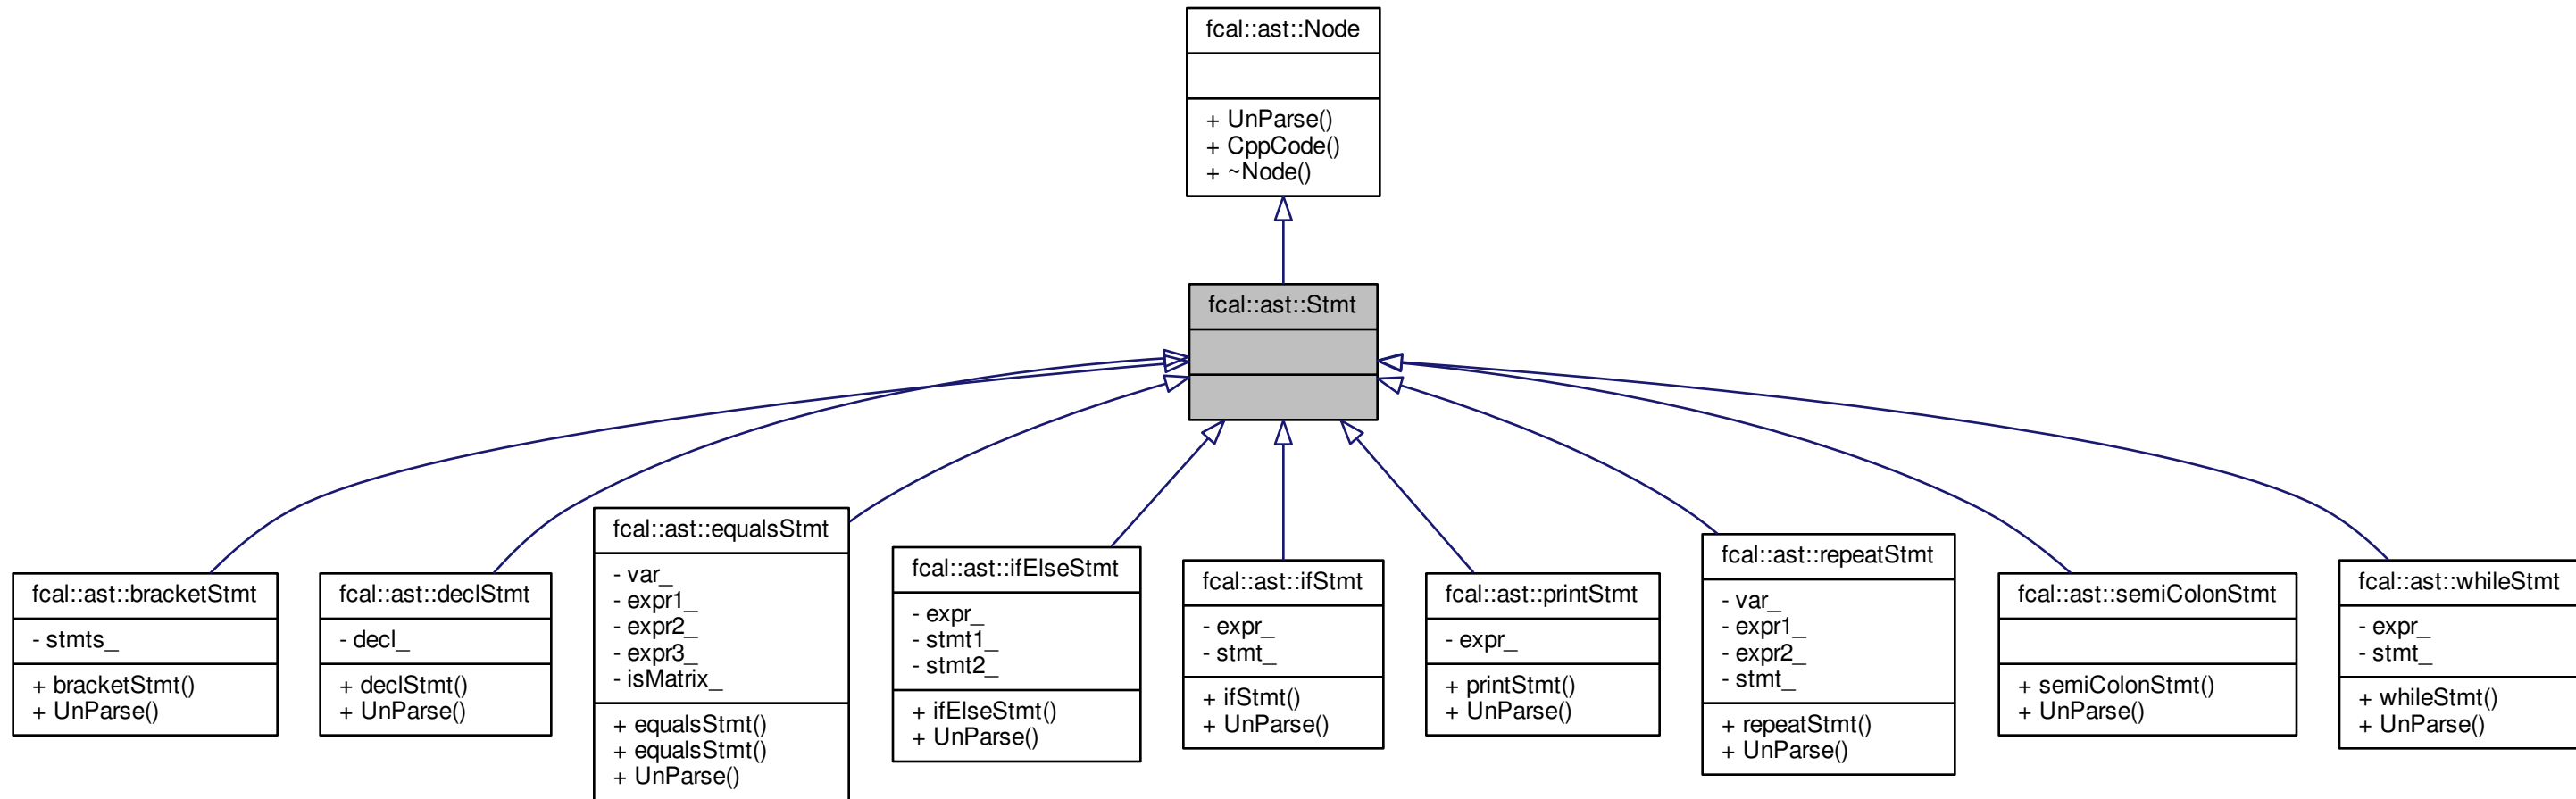 fcal::ast::Node
+ UnParse()
+ CppCode()
+ ~Node()
fcal::ast::Stmt
fcal::ast::bracketStmt
- stmts_
+ bracketStmt()
+ UnParse()
fcal::ast::declStmt
- decl_
+ declStmt()
+ UnParse()
fcal::ast::equalsStmt
- var_
- expr1_
- expr2_
- expr3_
- isMatrix_
+ equalsStmt()
+ equalsStmt()
+ UnParse()
fcal::ast::ifElseStmt
- expr_
- stmt1_
- stmt2_
+ ifElseStmt()
+ UnParse()
fcal::ast::ifStmt
- expr_
- stmt_
+ ifStmt()
+ UnParse()
fcal::ast::printStmt
- expr_
+ printStmt()
+ UnParse()
fcal::ast::repeatStmt
- var_
- expr1_
- expr2_
- stmt_
+ repeatStmt()
+ UnParse()
fcal::ast::semiColonStmt
+ semiColonStmt()
+ UnParse()
fcal::ast::whileStmt
- expr_
- stmt_
+ whileStmt()
+ UnParse()